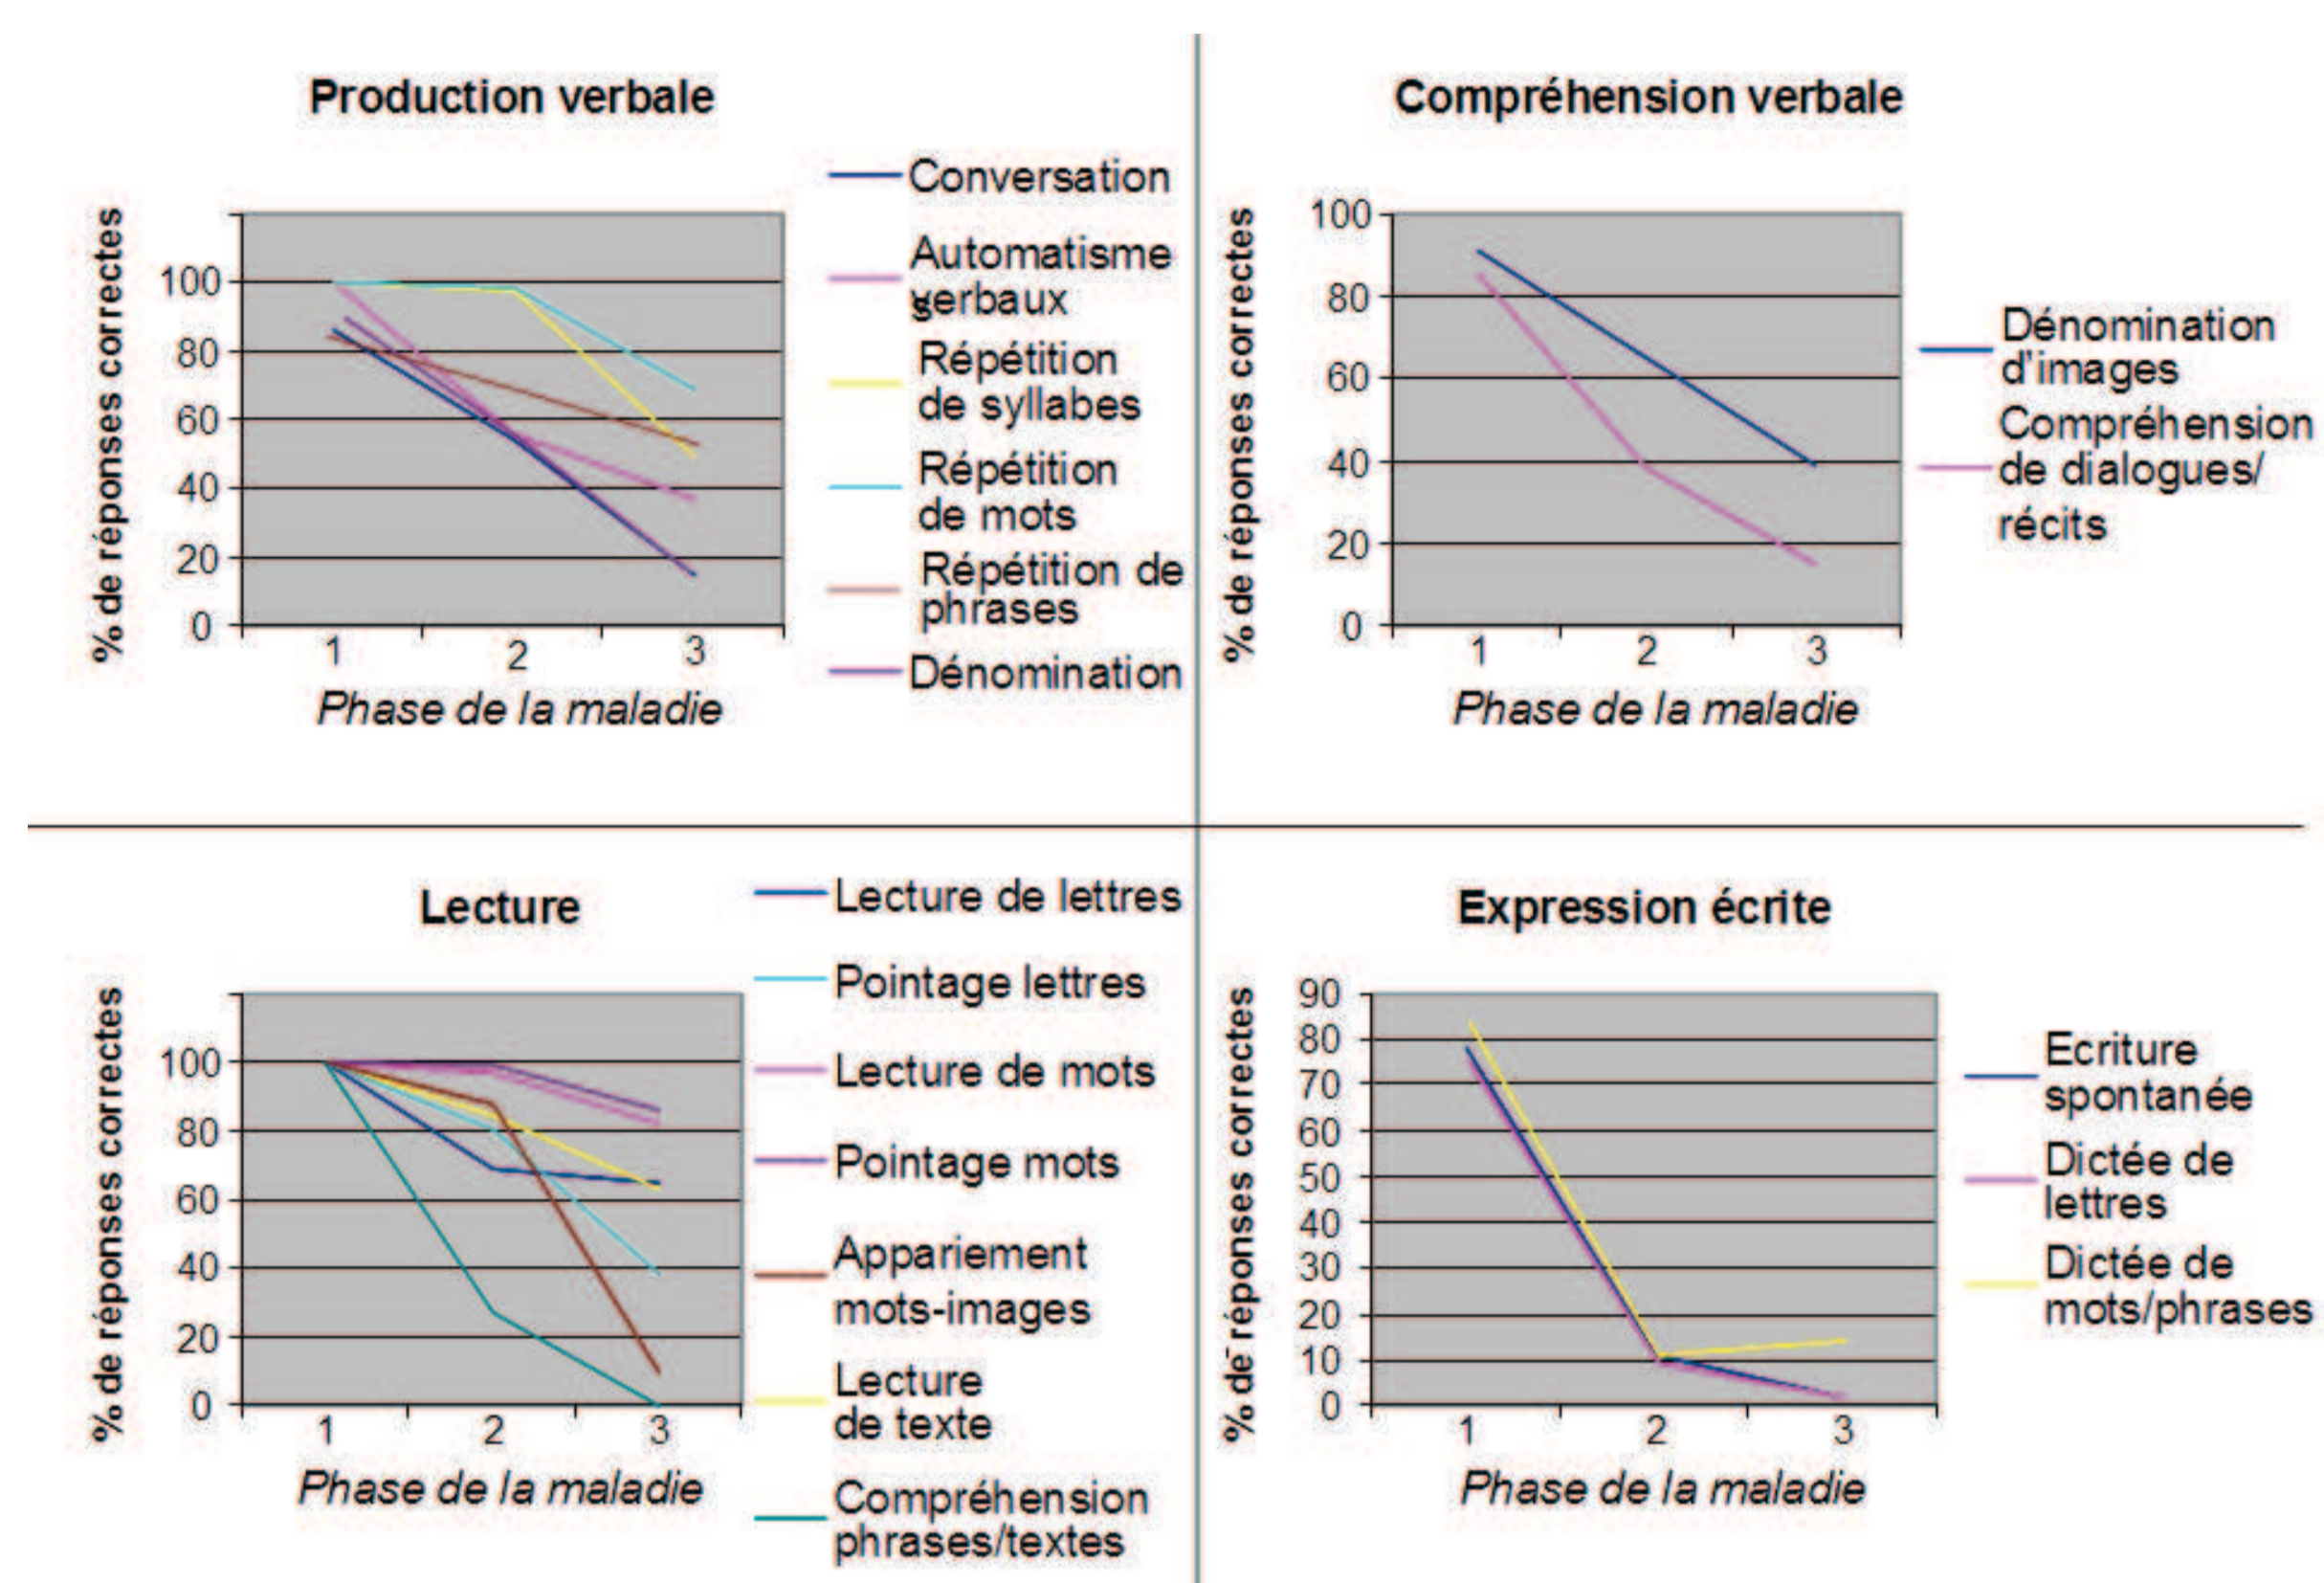 Production verbale
% de réponses correctes
100
80
60
40
20
0
1 2 3
Phase de la maladie
Conversation
Automatisme
s
verbaux
Répétition
de syllabes
Répétition
de mots
Répétition de
phrases
Dénomination
Compréhension verbale
% de réponses correctes
100
80
60
40
20
0
1 2 3
Phase de la maladie
Dénomination
d'images
Compréhension
de dialogues/
récits
Lecture
% de réponses correctes
100
80
60
40
20
0
1 2 3
Phase de la maladie
Lecture de lettres
Pointage lettres
Lecture de mots
Pointage mots
Appariement
mots-images
Lecture
de texte
Compréhension
phrases/textes
Expression écrite
% de réponses correctes
90
80
70
60
50
40
30
20
10
0
1 2 3
Phase de la maladie
Ecriture
spontanée
Dictée de
lettres
Dictée de
mots/phrases